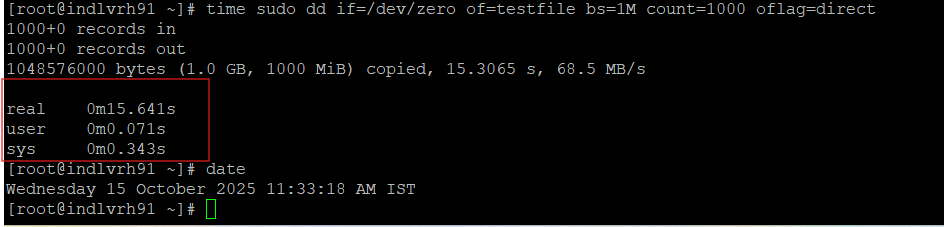 [root@indlvrh91 ~]# time sudo dd if=/dev/zero of=testfile bs=1M count=1000 oflag=direct
1000+0 records in
1000+0 records out
1048576000 bytes (1.0 GB, 1000 MiB) copied, 15.3065 s, 68.5 MB/s

real    0m15.641s
user    0m0.071s
sys     0m0.343s
[root@indlvrh91 ~]# date
Wednesday 15 October 2025 11:33:18 AM IST
[root@indlvrh91 ~]#